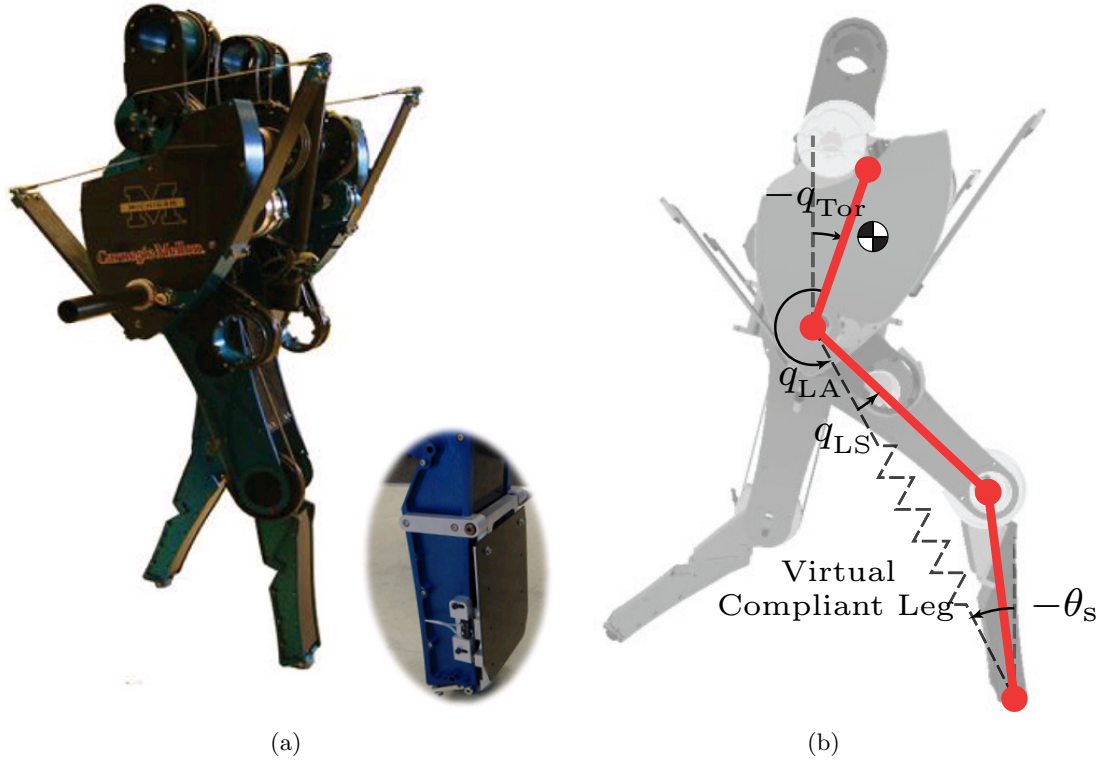 M
MICHIGAN
Carnegie Mellon
−q_Tor
q_LA
q_LS
Virtual
Compliant Leg
−θ_s
(a)
(b)